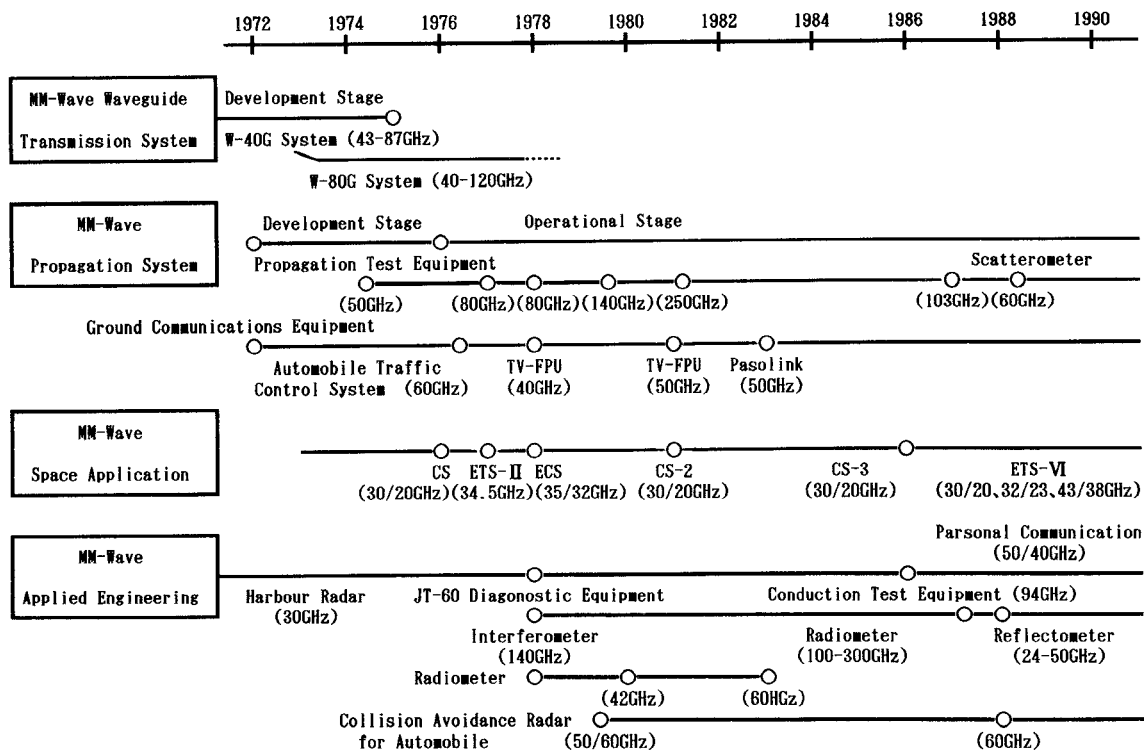 1972 1974 1976 1978 1980 1982 1984 1986 1988 1990
MM-Wave Waveguide
Transmission System
Development Stage
W-40G System (43-87GHz)
W-80G System (40-120GHz)
MM-Wave
Propagation System
Development Stage Operational Stage
Propagation Test Equipment Scatterometer
(50GHz) (80GHz)(80GHz)(140GHz)(250GHz) (103GHz)(60GHz)
Ground Communications Equipment
Automobile Traffic TV-FPU TV-FPU Pasolink
Control System (60GHz) (40GHz) (50GHz) (50GHz)
MM-Wave
Space Application
CS ETS-Ⅱ ECS CS-2 CS-3 ETS-Ⅵ
(30/20GHz)(34.5GHz)(35/32GHz) (30/20GHz) (30/20GHz) (30/20、32/23、43/38GHz)
MM-Wave
Applied Engineering
Parsonal Communication
(50/40GHz)
Harbour Radar JT-60 Diagonostic Equipment Conduction Test Equipment (94GHz)
(30GHz)
Interferometer Radiometer Reflectometer
(140GHz) (100-300GHz) (24-50GHz)
Radiometer
(42GHz) (60HGz)
Collision Avoidance Radar
for Automobile (50/60GHz) (60GHz)